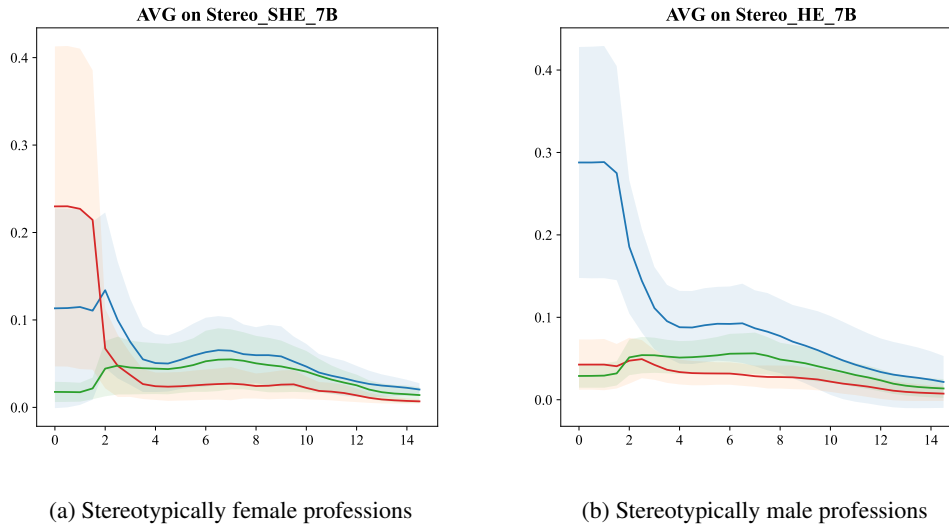 AVG on Stereo_SHE_7B
0.4
0.3
0.2
0.1
0.0
0 2 4 6 8 10 12 14
(a) Stereotypically female professions
AVG on Stereo_HE_7B
0.4
0.3
0.2
0.1
0.0
0 2 4 6 8 10 12 14
(b) Stereotypically male professions